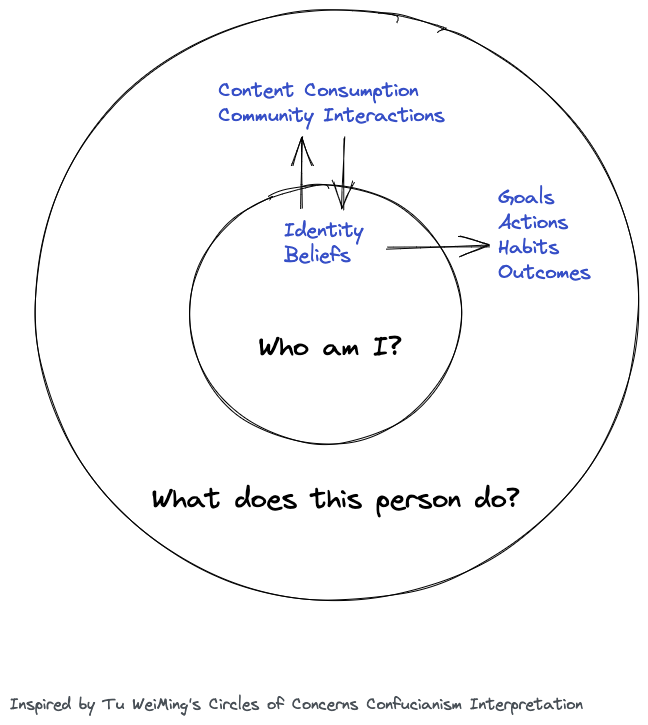 Content Consumption
Community Interactions
Goals
Actions
Habits
Outcomes
Identity
Beliefs
Who am I?
What does this person do?
Inspired by Tu WeiMing's Circles of Concerns Confucianism Interpretation